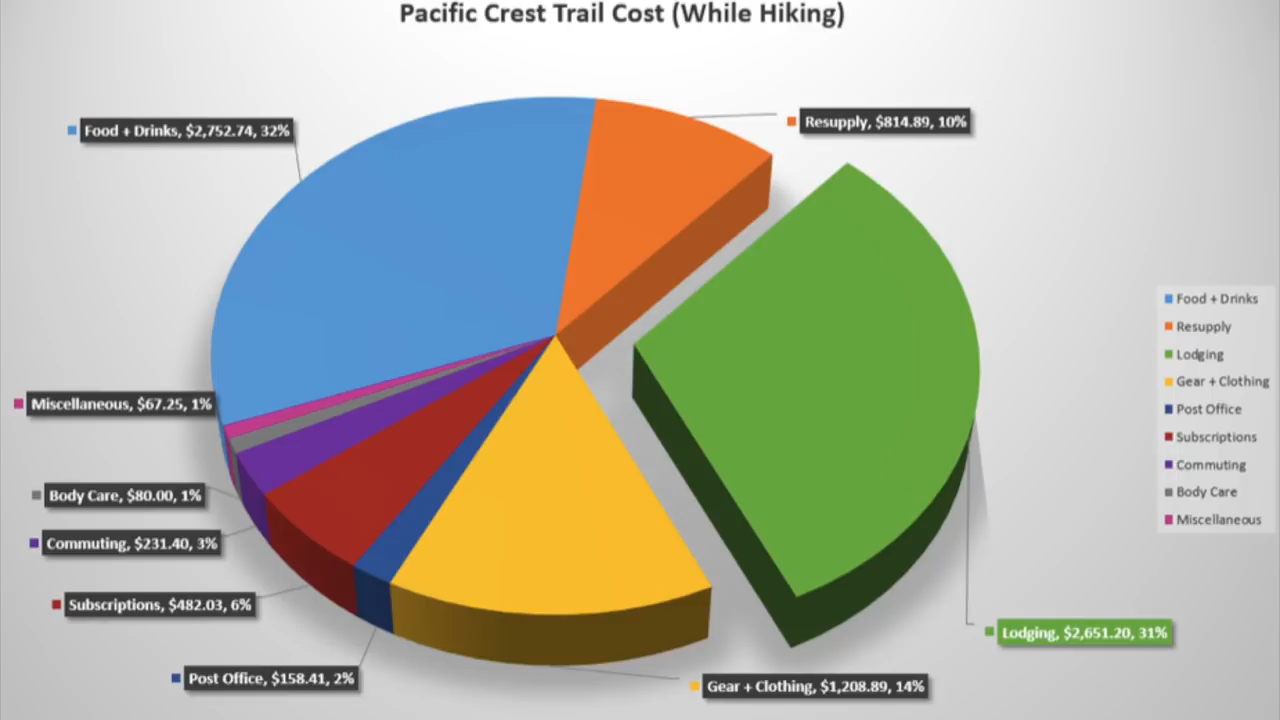 Pacific Crest Trail Cost (While Hiking)
Food + Drinks, $2,752.74, 32%
Resupply, $814.89, 10%
Miscellaneous, $67.25, 1%
Body Care, $80.00, 1%
Commuting, $231.40, 3%
Subscriptions, $482.03, 6%
Post Office, $158.41, 2%
Gear + Clothing, $1,208.89, 14%
Lodging, $2,651.20, 31%
Food + Drinks
Resupply
Lodging
Gear + Clothing
Post Office
Subscriptions
Commuting
Body Care
Miscellaneous